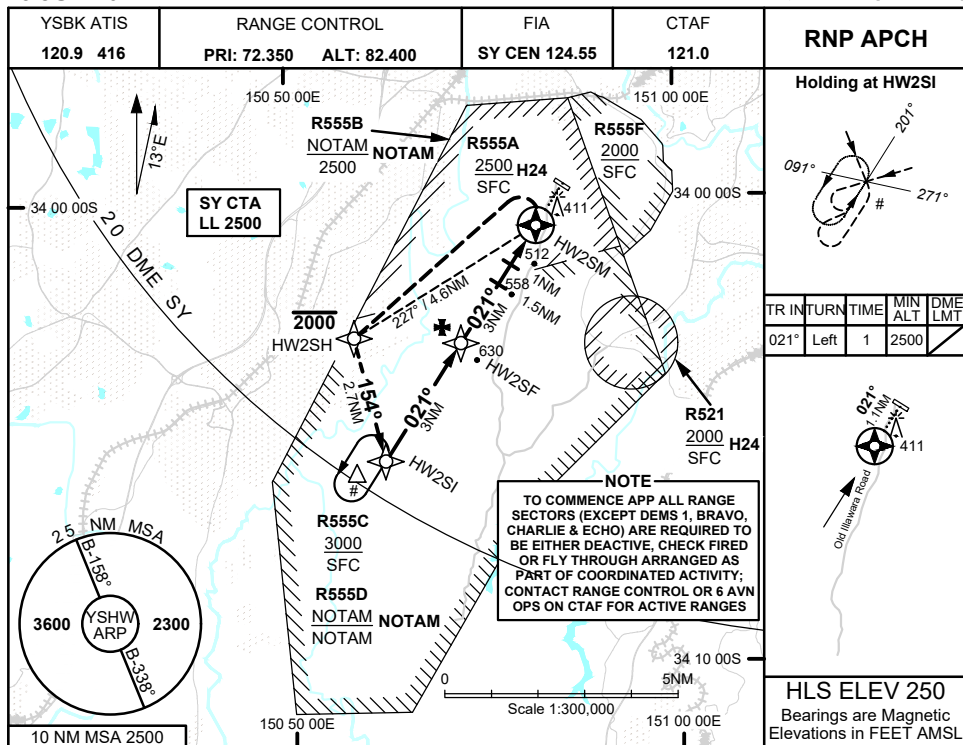 YSBK ATIS
120.9 416
RANGE CONTROL
PRI: 72.350 ALT: 82.400
FIA
SY CEN 124.55
CTAF
121.0
RNP APCH
150 50 00E
151 00 00E
13°E
R555B
NOTAM
2500
NOTAM
R555A
2500
SFC
H24
R555F
2000
SFC
34 00 00S
SY CTA
LL 2500
20 DME SY
411
HW2SM
512
1NM
558
1.5NM
227° / 4.6NM
021°
3NM
2000
HW2SH
630
HW2SF
154°
2.7NM
021°
3NM
HW2SI
#
R521
2000
SFC
H24
NOTE
TO COMMENCE APP ALL RANGE
SECTORS (EXCEPT DEMS 1, BRAVO,
CHARLIE & ECHO) ARE REQUIRED TO
BE EITHER DEACTIVE, CHECK FIRED
OR FLY THROUGH ARRANGED AS
PART OF COORDINATED ACTIVITY;
CONTACT RANGE CONTROL OR 6 AVN
OPS ON CTAF FOR ACTIVE RANGES
R555C
3000
SFC
R555D
NOTAM
NOTAM
NOTAM
25 NM MSA
B-158°
3600
YSHW
ARP
2300
B-338°
10 NM MSA 2500
34 10 00S
0
5NM
Scale 1:300,000
150 50 00E
151 00 00E
Holding at HW2SI
201°
091°
271°
#
TR IN TURN TIME MIN ALT DME LMT
021° Left 1 2500
021°
1.1NM
411
Old Illawara Road
HLS ELEV 250
Bearings are Magnetic
Elevations in FEET AMSL